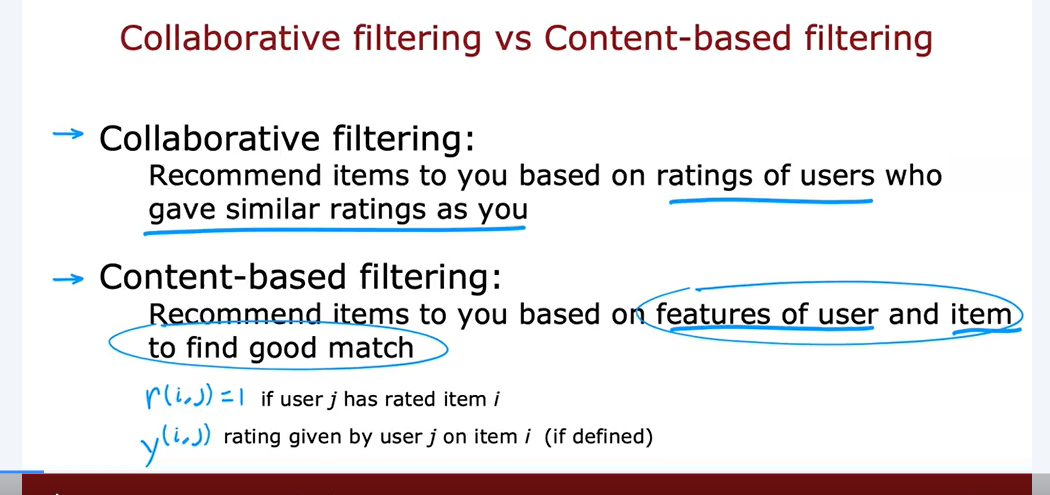 Collaborative filtering vs Content-based filtering
→ Collaborative filtering:
Recommend items to you based on ratings of users who
gave similar ratings as you
→ Content-based filtering:
Recommend items to you based on features of user and item
to find good match
r(i,j) = 1 if user j has rated item i
y(i,j) rating given by user j on item i (if defined)